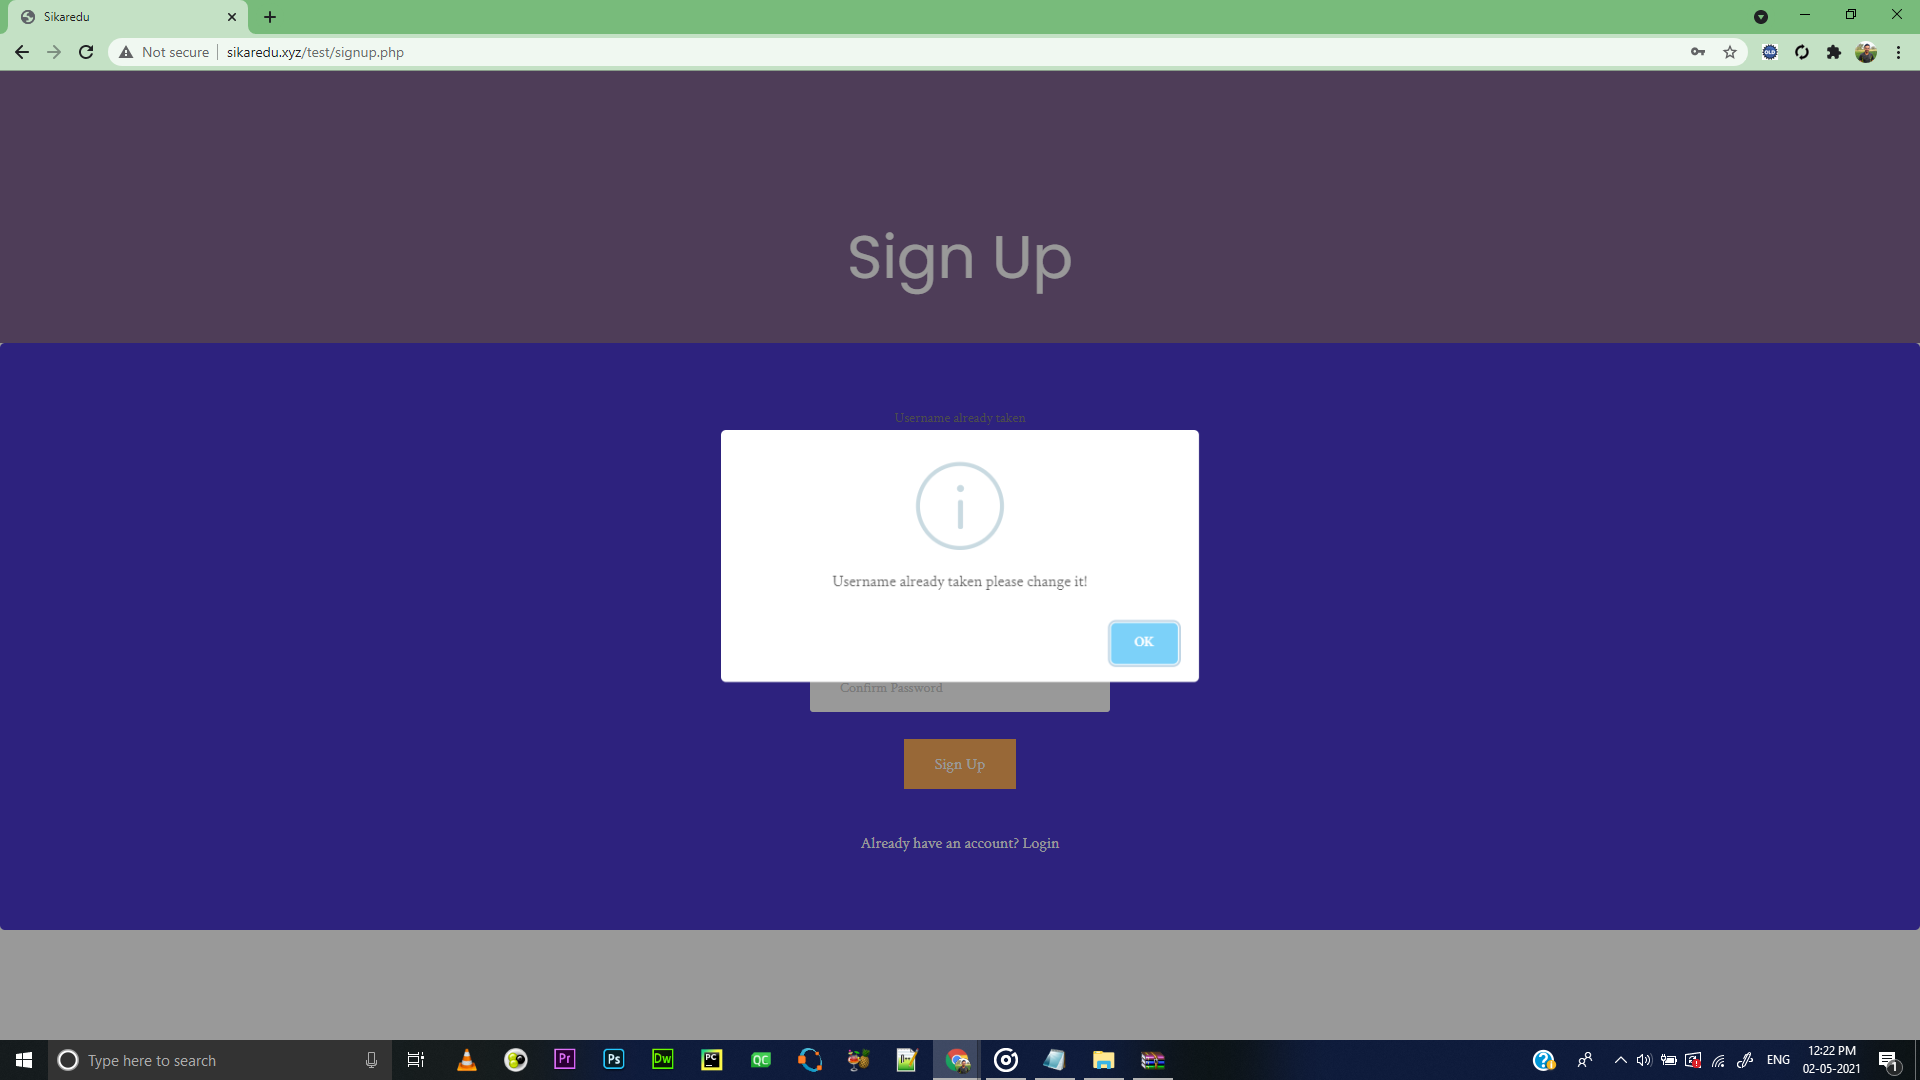 Sikaredu
Not secure
sikaredu.xyz/test/signup.php
OLD
Sign Up
Username already taken
Username already taken please change it!
OK
Confirm Password
Sign Up
Already have an account? Login
Type here to search
Pr
Ps
Dw
PC
QC
ENG
12:22 PM
02-05-2021
1